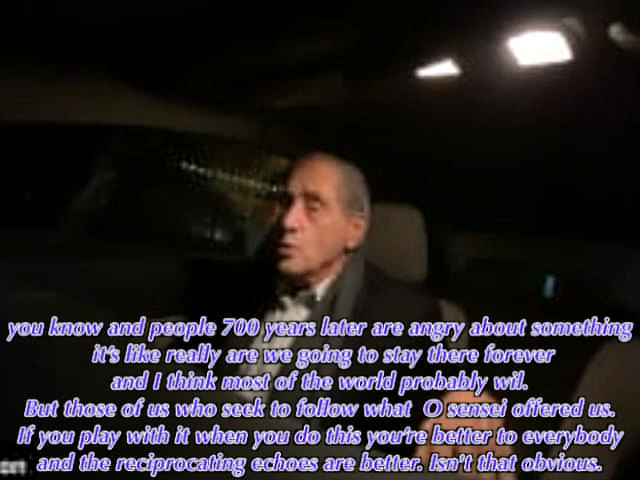 you know and people 700 years later are angry about something
it's like really are we going to stay there forever
and I think most of the world probably wil.
But those of us who seek to follow what O sensei offered us.
If you play with it when you do this you're better to everybody
and the reciprocating echoes are better. Isn't that obvious.